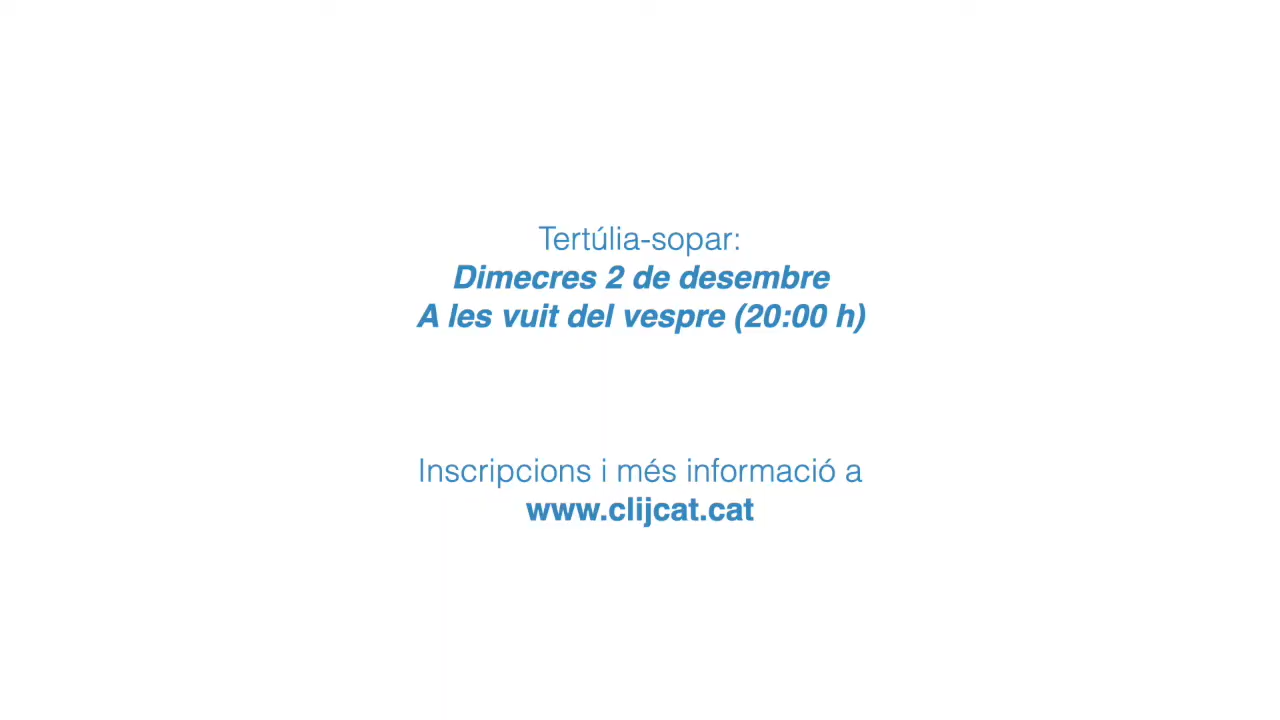 Tertúlia-sopar:
Dimecres 2 de desembre
A les vuit del vespre (20:00 h)
Inscripcions i més informació a
www.clijcat.cat